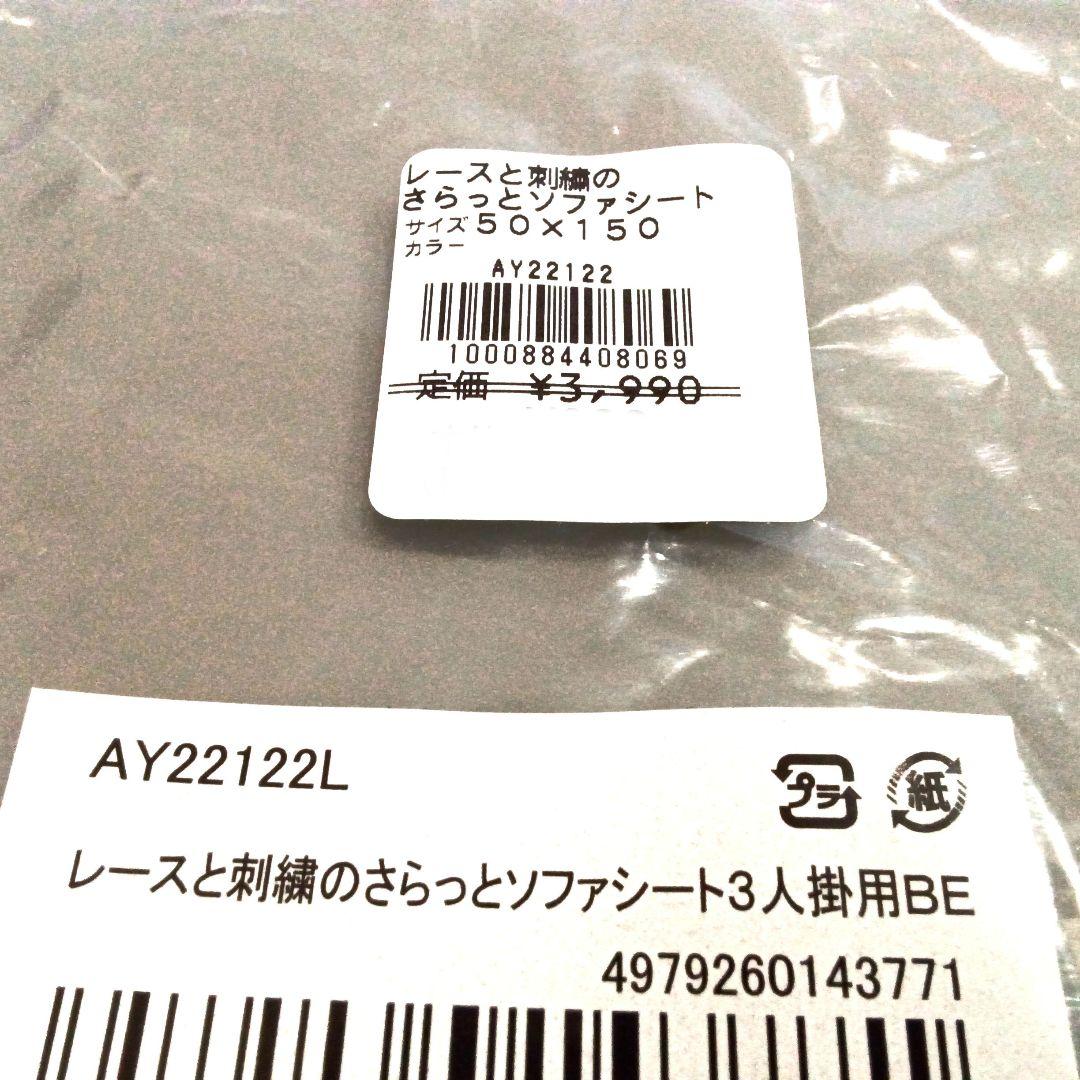 レースと刺繍の
さらっとソファシート
サイズ50×150
カラー
AY22122
1000884408069
定価 ¥3,990
AY22122L
プラ
紙
レースと刺繍のさらっとソファシート3人掛用BE
4979260143771